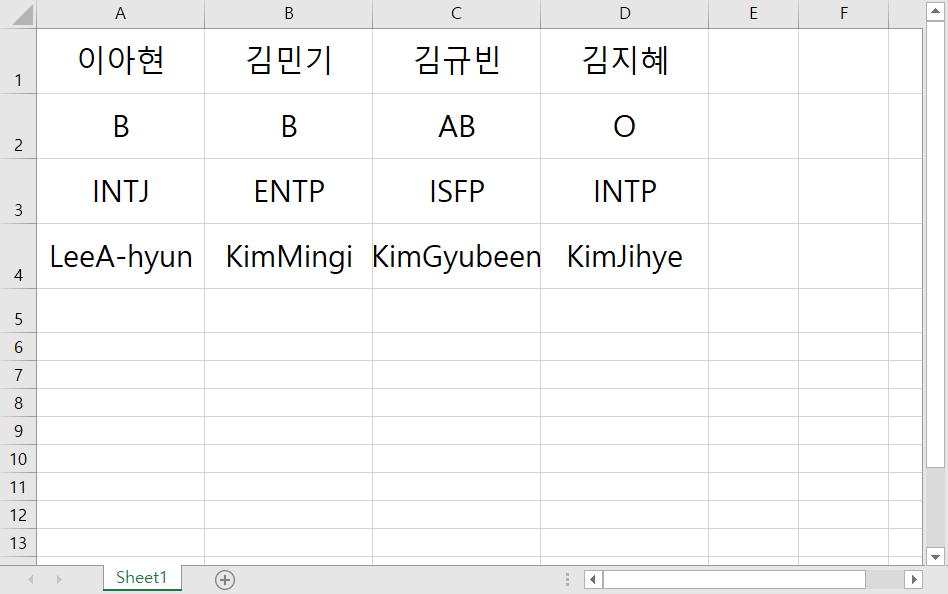 A B C D E F
1 이아현 김민기 김규빈 김지혜
2 B B AB O
3 INTJ ENTP ISFP INTP
4 LeeA-hyun KimMingi KimGyubeen KimJihye
5
6
7
8
9
10
11
12
13
Sheet1